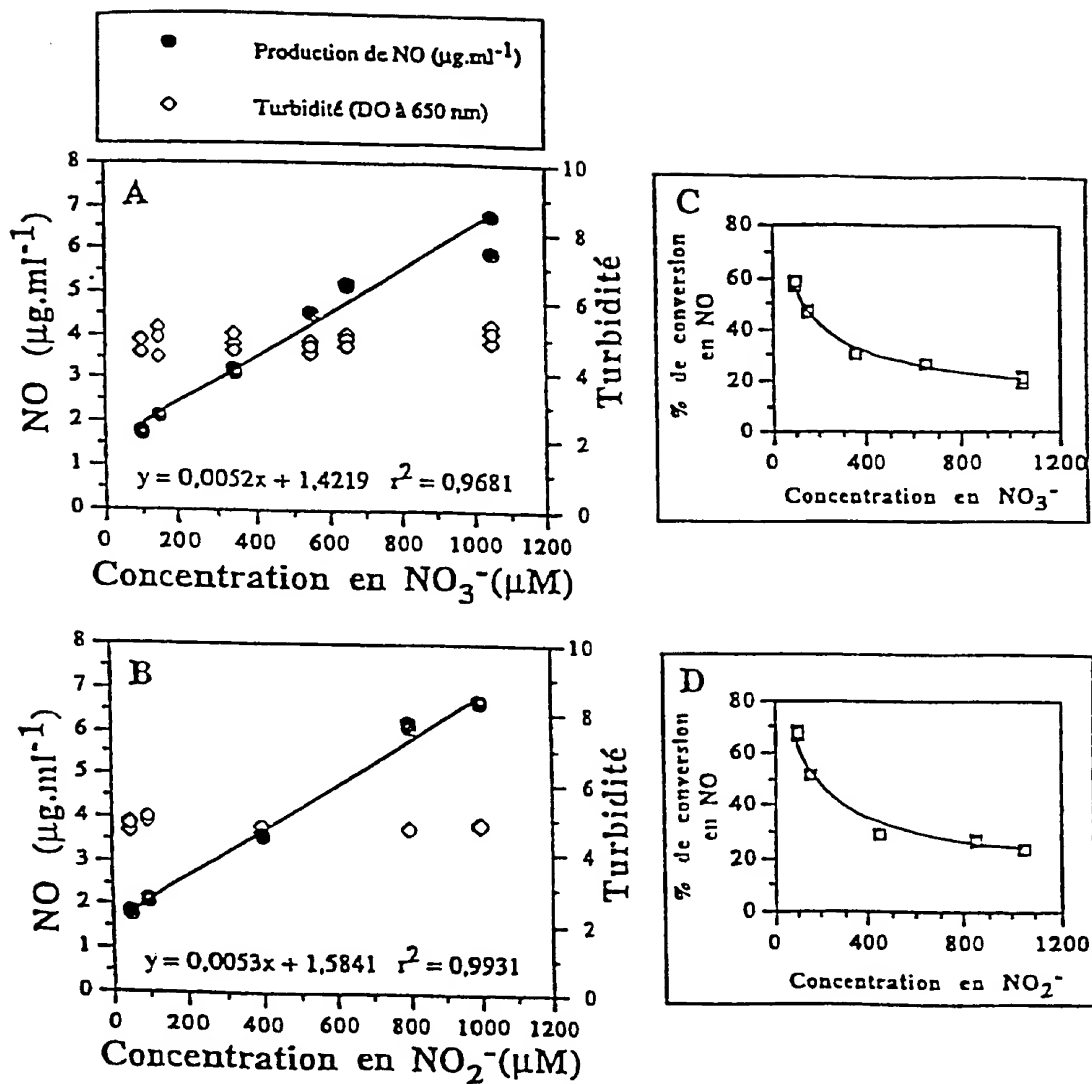 Production de NO (µg.ml⁻¹)
Turbidité (DO à 650 nm)
A
NO (µg.ml⁻¹)
8
7
6
5
4
3
2
1
0
10
8
6
4
2
0
Turbidité
y = 0,0052x + 1,4219 r² = 0,9681
0 200 400 600 800 1000 1200
Concentration en NO₃⁻(µM)
C
% de conversion en NO
80
60
40
20
0
0 400 800 1200
Concentration en NO₃⁻
B
NO (µg.ml⁻¹)
8
7
6
5
4
3
2
1
0
10
8
6
4
2
0
Turbidité
y = 0,0053x + 1,5841 r² = 0,9931
0 200 400 600 800 1000 1200
Concentration en NO₂⁻(µM)
D
% de conversion en NO
80
60
40
20
0
0 400 800 1200
Concentration en NO₂⁻